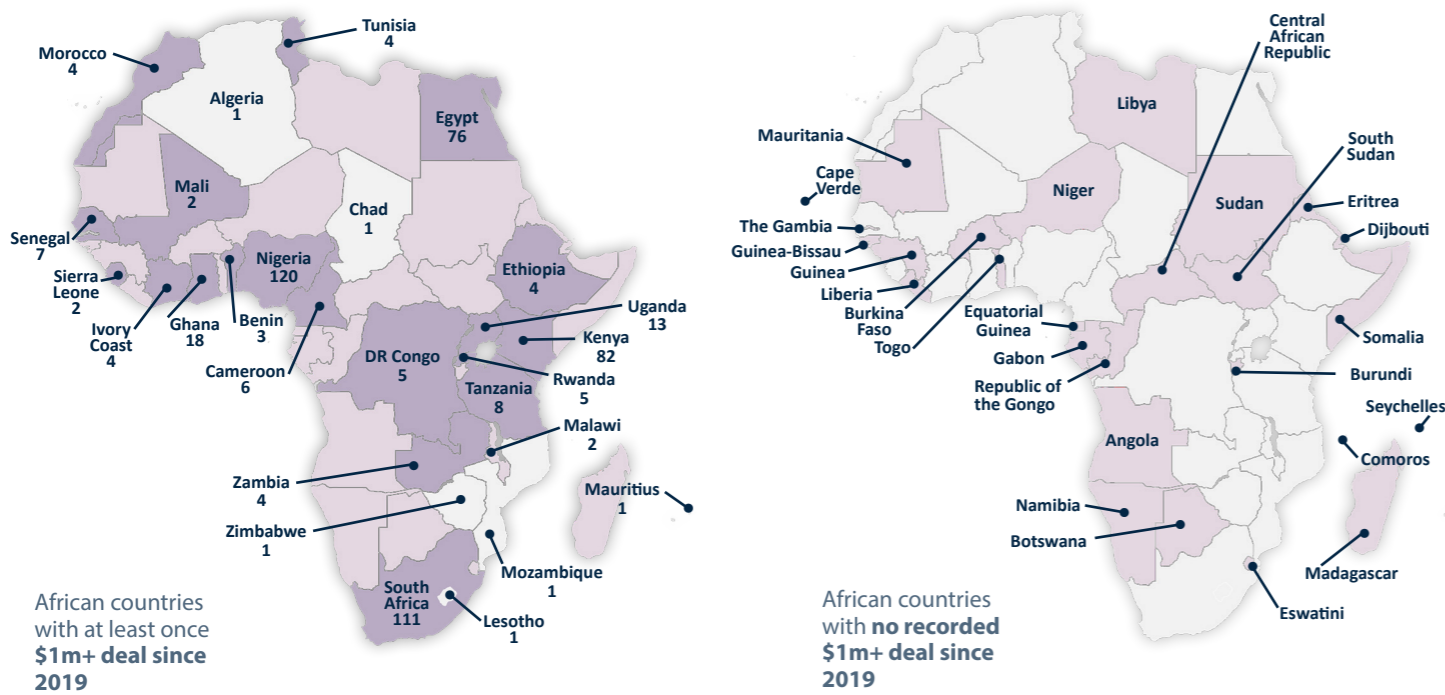 Tunisia
4
Morocco
4
Algeria
1
Egypt
76
Mali
2
Chad
1
Senegal
7
Nigeria
120
Ethiopia
4
Sierra
Leone
2
Ivory
Coast
4
Ghana
18
Benin
3
Uganda
13
Kenya
82
Cameroon
6
DR Congo
5
Rwanda
5
Tanzania
8
Malawi
2
Zambia
4
Mauritius
1
Zimbabwe
1
Mozambique
1
South
Africa
111
Lesotho
1
African countries
with at least once
$1m+ deal since
2019
Central
African
Republic
Libya
Mauritania
South
Sudan
Cape
Verde
Niger
Sudan
Eritrea
The Gambia
Djibouti
Guinea-Bissau
Guinea
Liberia
Burkina
Faso
Togo
Equatorial
Guinea
Somalia
Gabon
Burundi
Republic of
the Gongo
Seychelles
Angola
Comoros
Namibia
Botswana
Madagascar
Eswatini
African countries
with no recorded
$1m+ deal since
2019